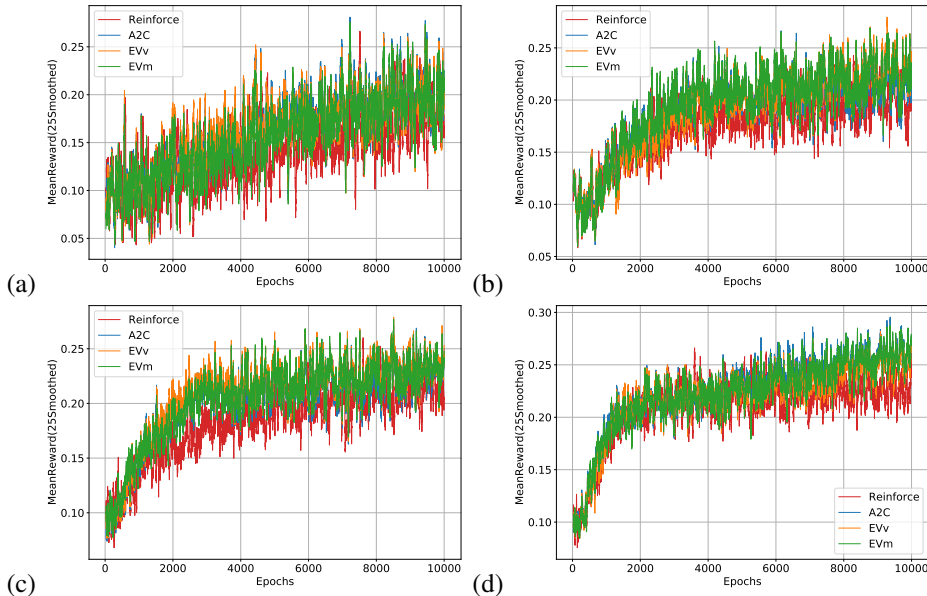 Reinforce
A2C
EVv
EVm
0.25
0.20
0.15
0.10
0.05
MeanReward(25Smoothed)
0 2000 4000 6000 8000 10000
Epochs
(a)
Reinforce
A2C
EVv
EVm
0.25
0.20
0.15
0.10
0.05
MeanReward(25Smoothed)
0 2000 4000 6000 8000 10000
Epochs
(b)
Reinforce
A2C
EVv
EVm
0.25
0.20
0.15
0.10
MeanReward(25Smoothed)
0 2000 4000 6000 8000 10000
Epochs
(c)
0.30
0.25
0.20
0.15
0.10
MeanReward(25Smoothed)
Reinforce
A2C
EVv
EVm
0 2000 4000 6000 8000 10000
Epochs
(d)